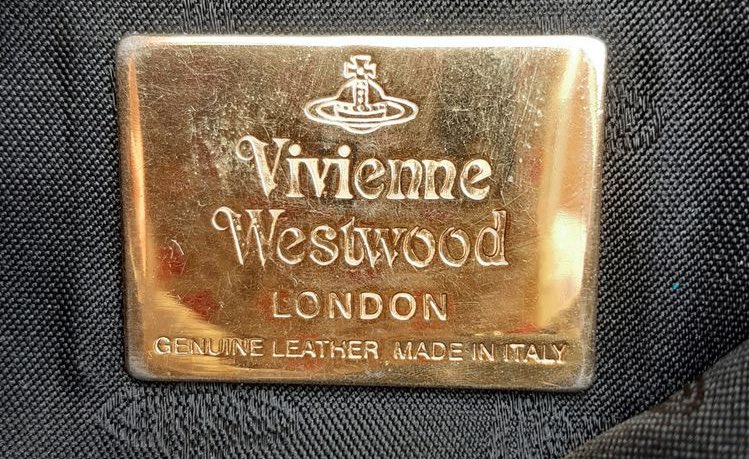 Vivienne
Westwood
LONDON
GENUINE LEATHER MADE IN ITALY